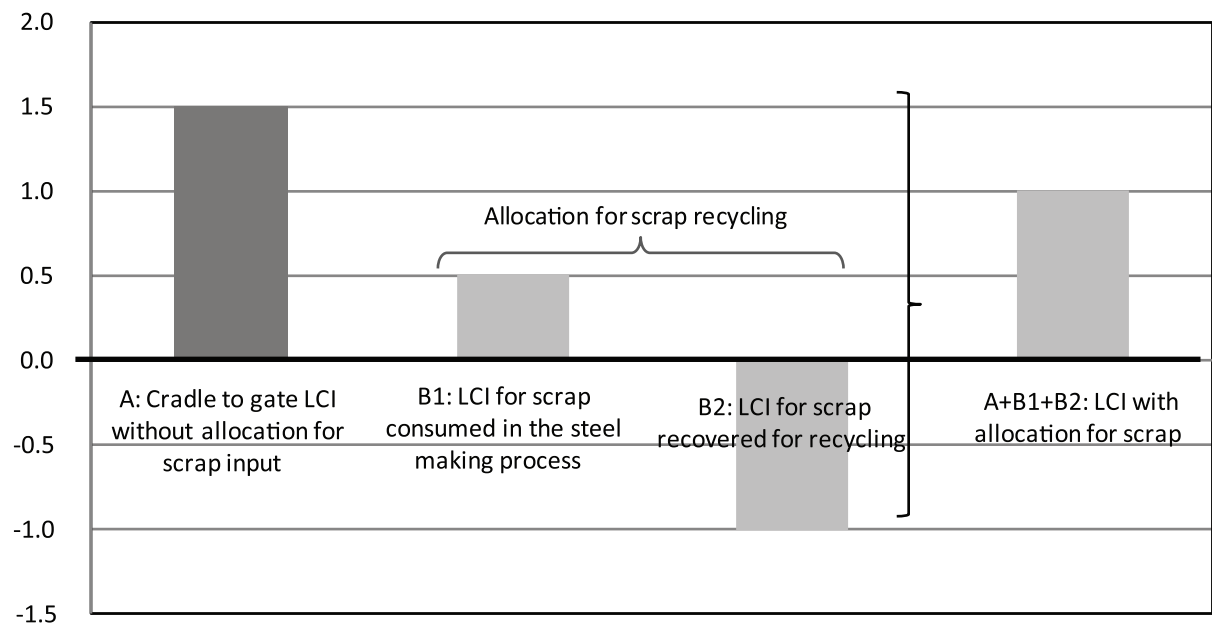 2.0
1.5
1.0
0.5
0.0
-0.5
-1.0
-1.5
Allocation for scrap recycling
A: Cradle to gate LCI
without allocation for
scrap input
B1: LCI for scrap
consumed in the steel
making process
B2: LCI for scrap
recovered for recycling
A+B1+B2: LCI with
allocation for scrap